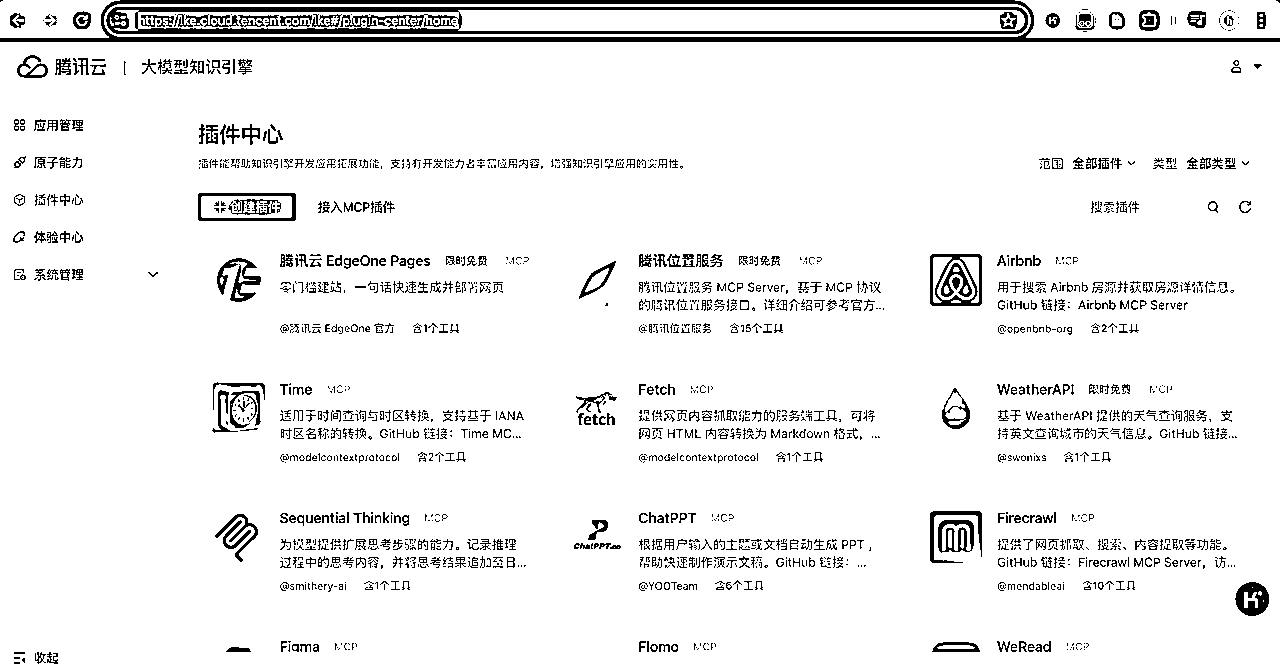 https://lke.cloud.tencent.com/lke#/plugin-center/home
腾讯云 | 大模型知识引擎
应用管理
原子能力
插件中心
体验中心
系统管理
收起
插件中心
插件能帮助知识引擎开发应用拓展功能，支持有开发能力者丰富应用内容，增强知识引擎应用的实用性。
范围 全部插件 类型 全部类型
创建插件 接入MCP插件 搜索插件
腾讯云 EdgeOne Pages 限时免费 MCP
零门槛建站，一句话快速生成并部署网页
@腾讯云 EdgeOne 官方 含1个工具
腾讯位置服务 限时免费 MCP
腾讯位置服务 MCP Server，基于 MCP 协议
的腾讯位置服务接口。详细介绍可参考官方...
@腾讯位置服务 含15个工具
Airbnb MCP
用于搜索 Airbnb 房源并获取房源详情信息。
GitHub 链接：Airbnb MCP Server
@openbnb-org 含2个工具
Time MCP
适用于时间查询与时区转换，支持基于 IANA
时区名称的转换。GitHub 链接：Time MC...
@modelcontextprotocol 含2个工具
fetch
Fetch MCP
提供网页内容抓取能力的服务端工具，可将
网页 HTML 内容转换为 Markdown 格式，...
@modelcontextprotocol 含1个工具
WeatherAPI 限时免费 MCP
基于 WeatherAPI 提供的天气查询服务，支
持英文查询城市的天气信息。GitHub 链接...
@swonixs 含1个工具
Sequential Thinking MCP
为模型提供扩展思考步骤的能力。记录推理
过程中的思考内容，并将思考结果追加至日...
@smithery-ai 含1个工具
ChatPPT.cc
ChatPPT MCP
根据用户输入的主题或文档自动生成 PPT，
帮助快速制作演示文稿。GitHub 链接：...
@YOOTeam 含6个工具
Firecrawl MCP
提供了网页抓取、搜索、内容提取等功能。
GitHub 链接：Firecrawl MCP Server，访...
@mendableai 含10个工具
Figma MCP
Flomo MCP
WeRead MCP